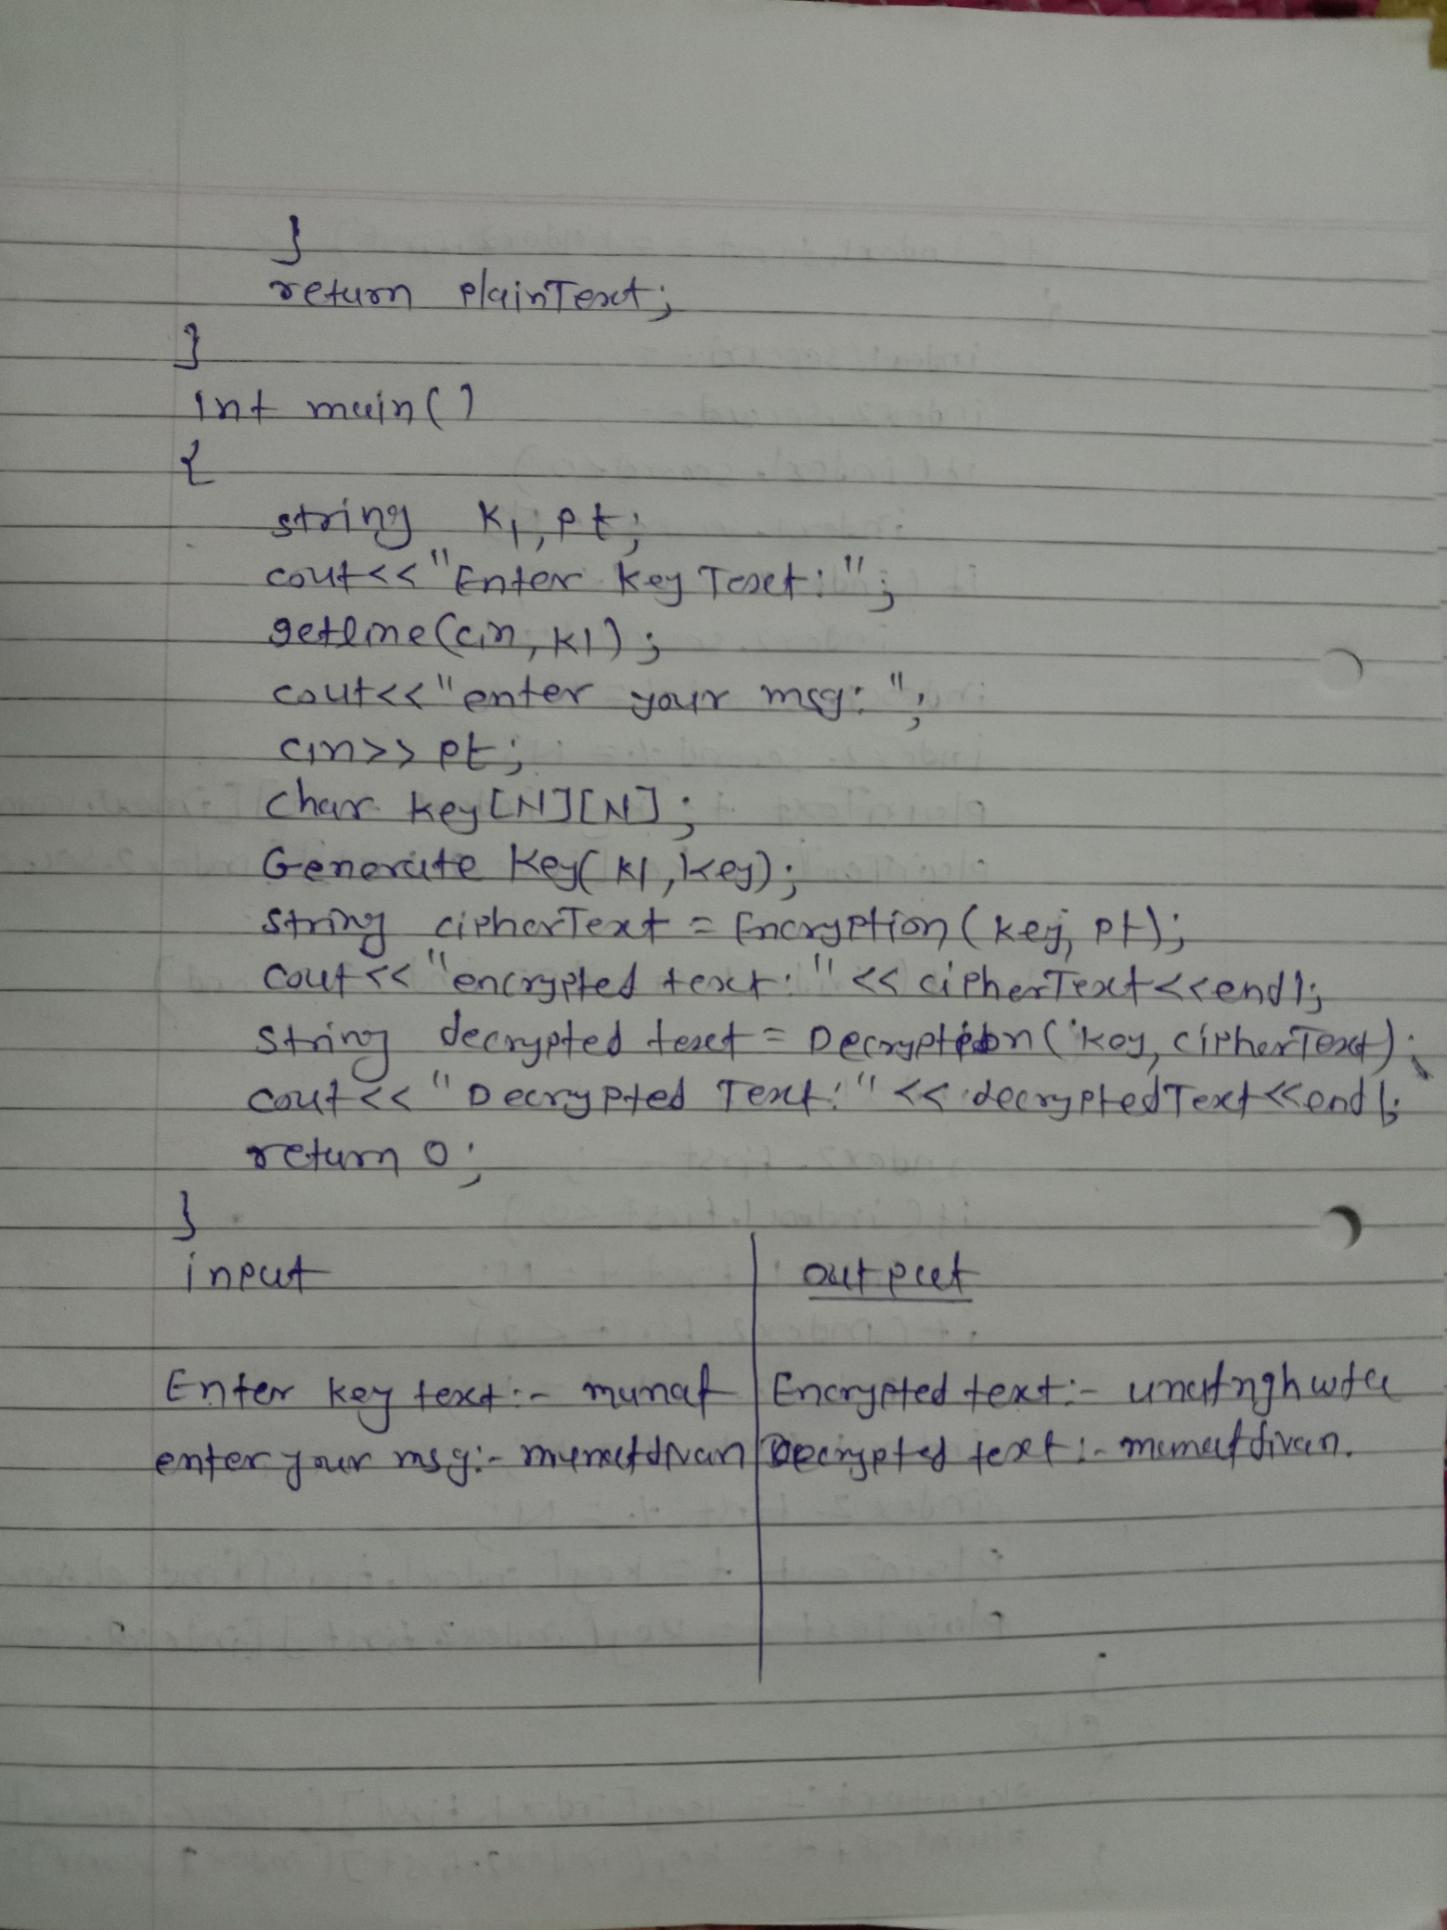 }
return plainText;
}
int main()
{
string k1, pt;
cout<<"Enter key Text:";
getline(cin, k1);
cout<<"enter your msg: ";
cin>> pt;
char key[N][N];
Generate Key(k1, key);
string cipherText = Encryption(key, pt);
cout<<"encrypted text:" << cipherText<<endl;
string decrypted text = Decryption(key, cipherText);
cout<<"Decrypted Text:" << decryptedText<<endl;
return 0;
}
input output
Enter key text:- munaf Encrypted text:-
enter your msg:- munafdivan Decrypted text:- munafdivan.